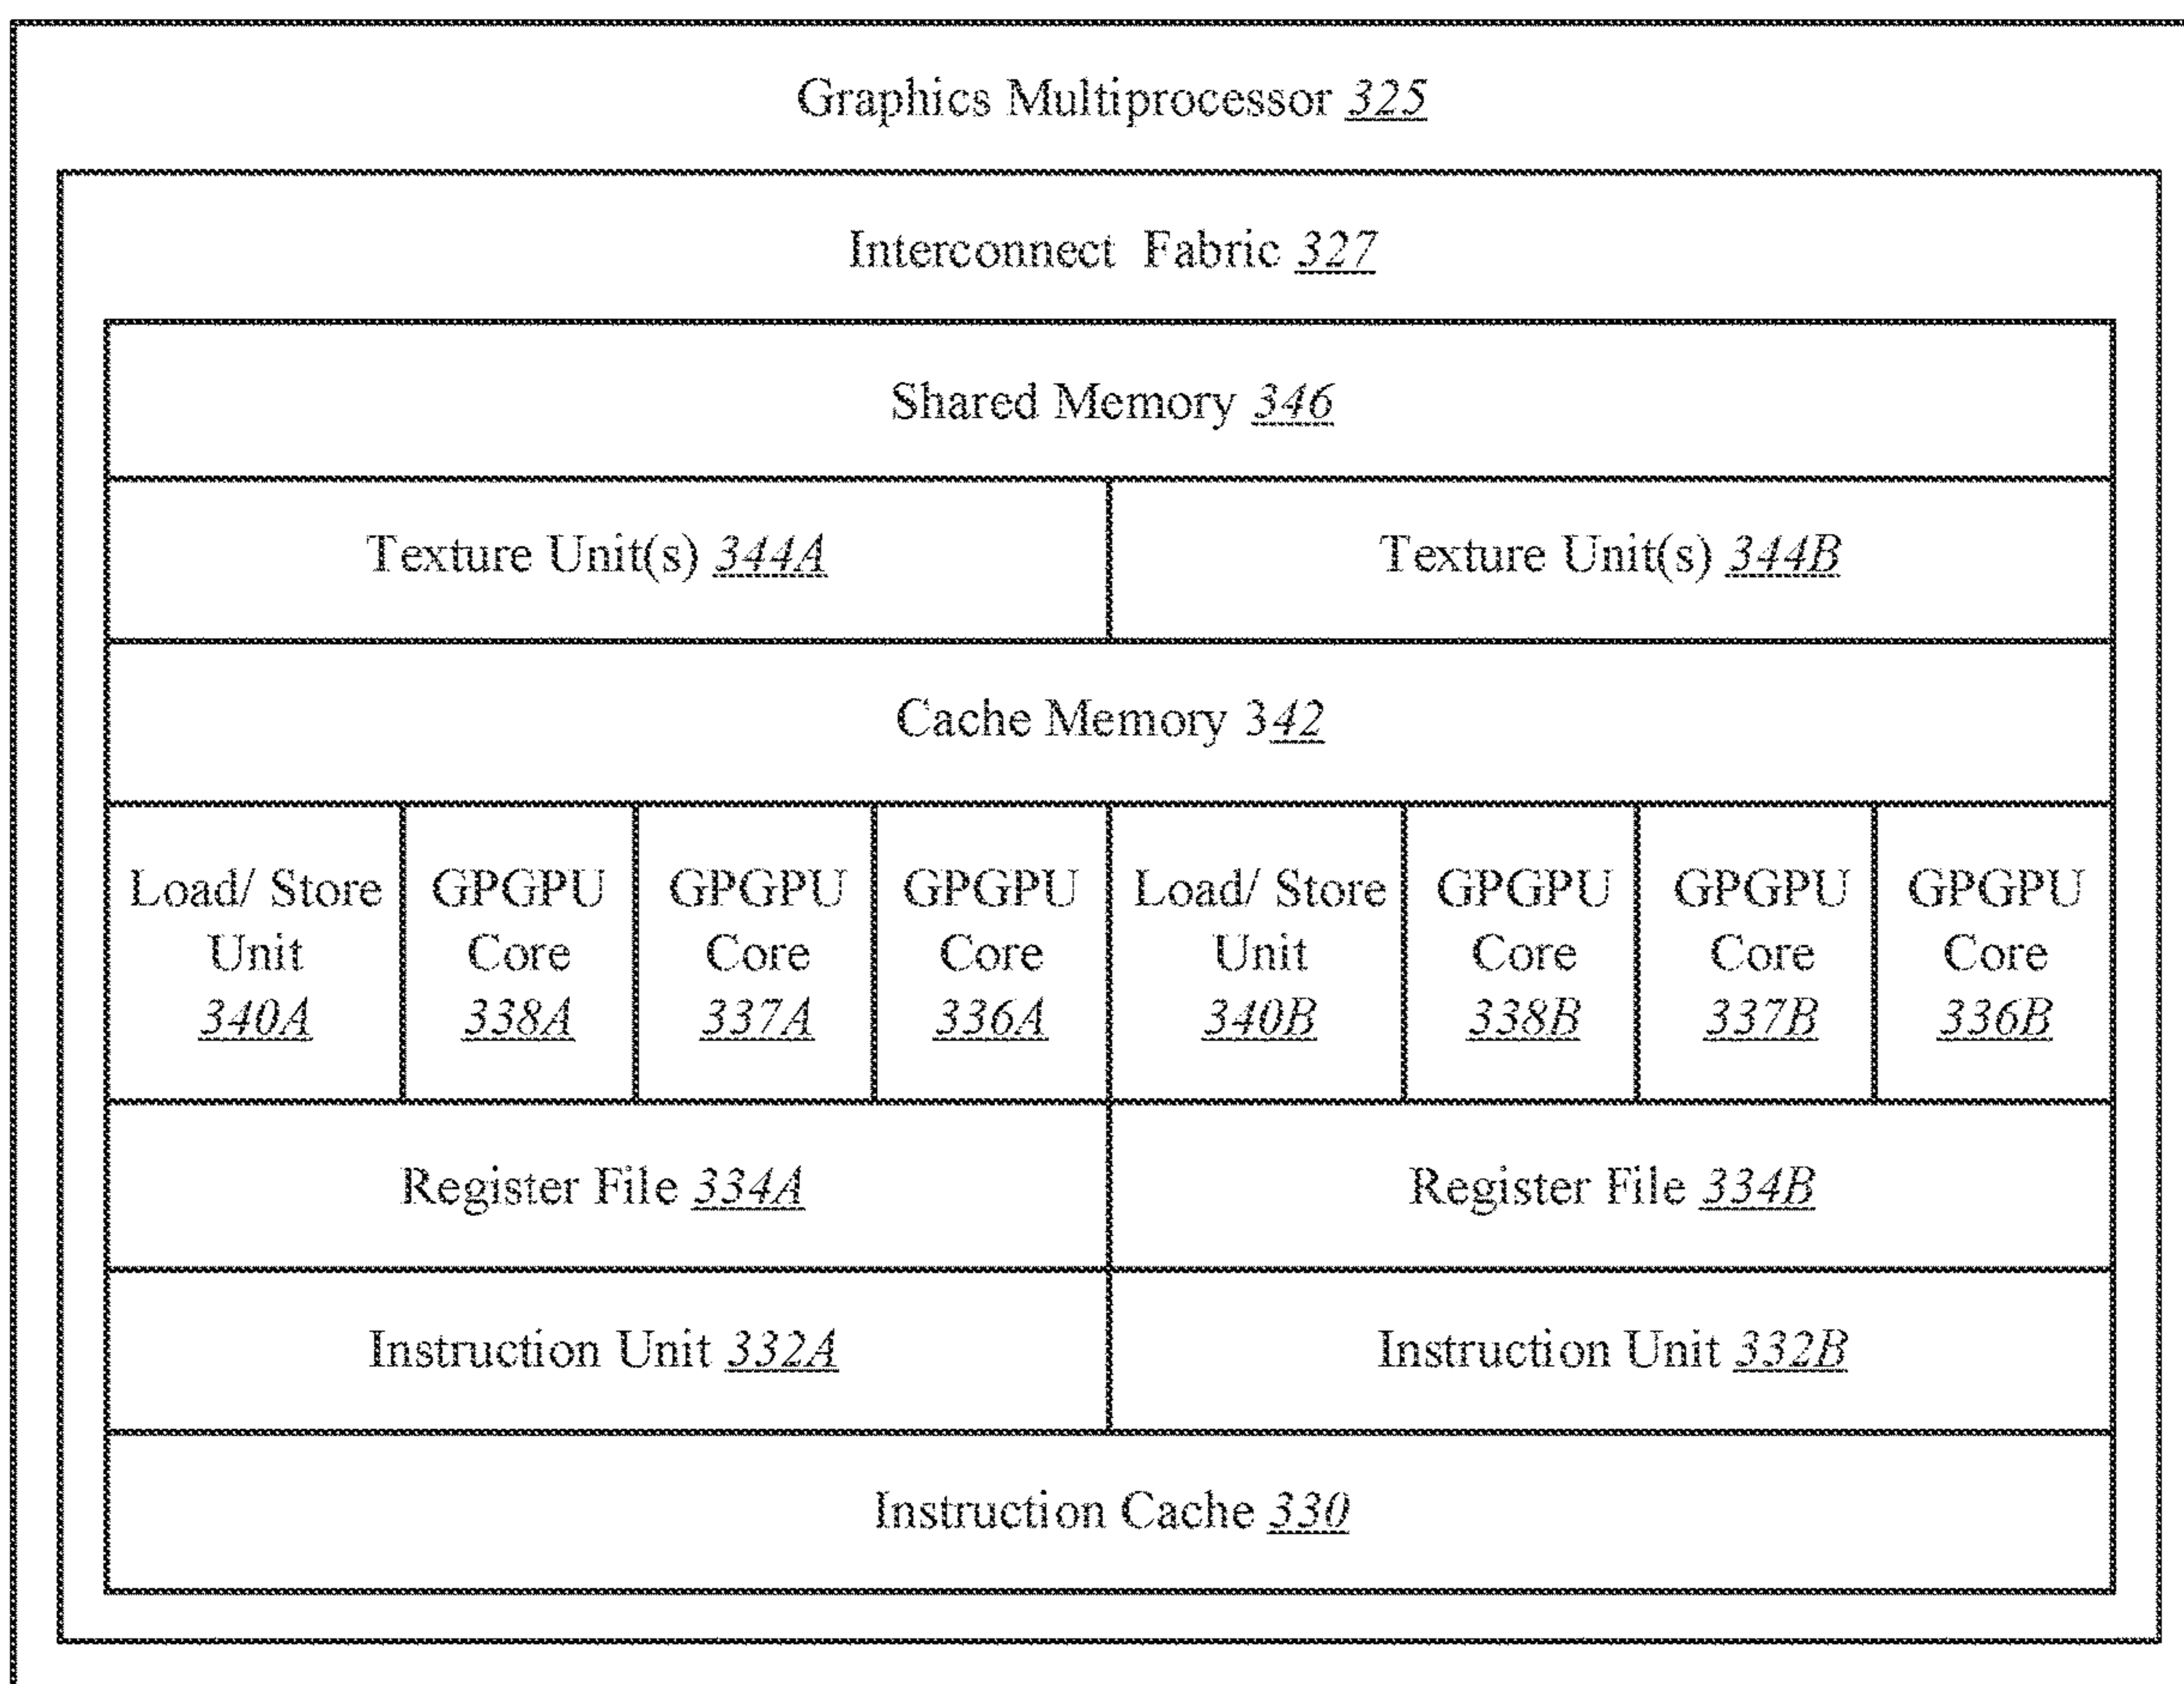 Graphics Multiprocessor 325
Interconnect Fabric 327
Shared Memory 346
Texture Unit(s) 344A
Texture Unit(s) 344B
Cache Memory 342
Load/ Store
Unit
340A
GPGPU
Core
338A
GPGPU
Core
337A
GPGPU
Core
336A
Load/ Store
Unit
340B
GPGPU
Core
338B
GPGPU
Core
337B
GPGPU
Core
336B
Register File 334A
Register File 334B
Instruction Unit 332A
Instruction Unit 332B
Instruction Cache 330